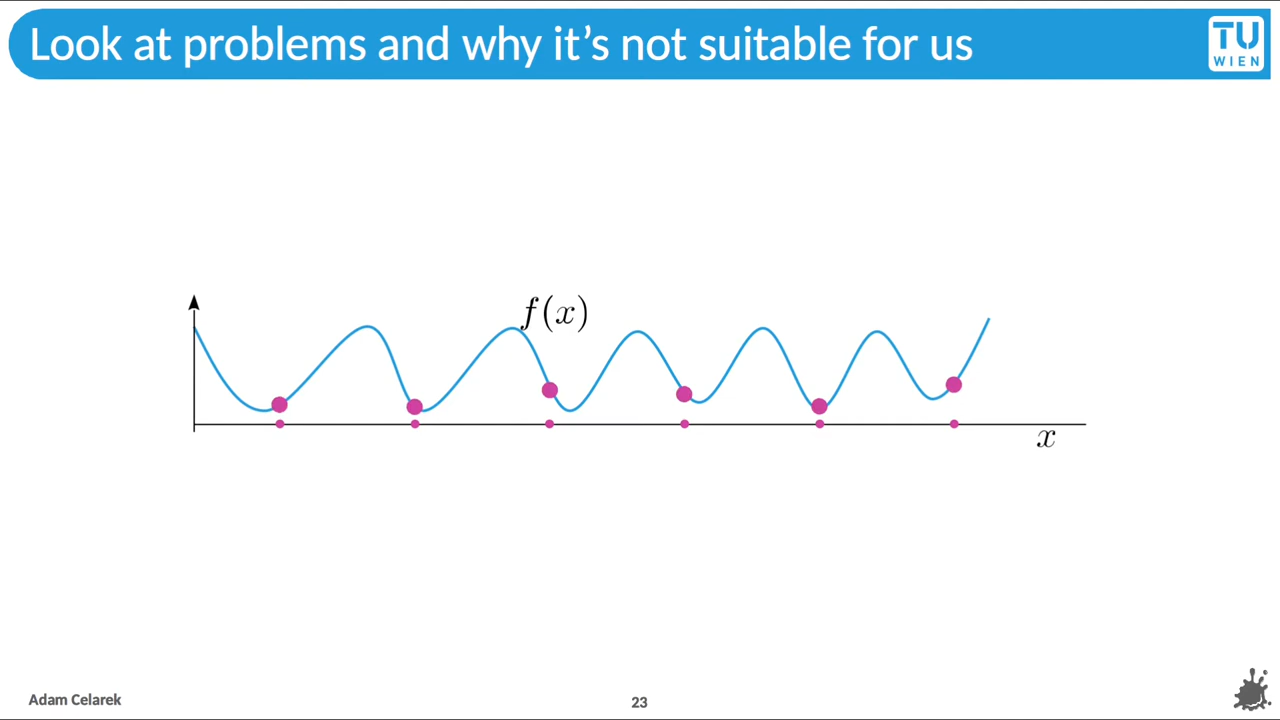 Look at problems and why it’s not suitable for us
TU
WIEN
f(x)
x
Adam Celarek
23